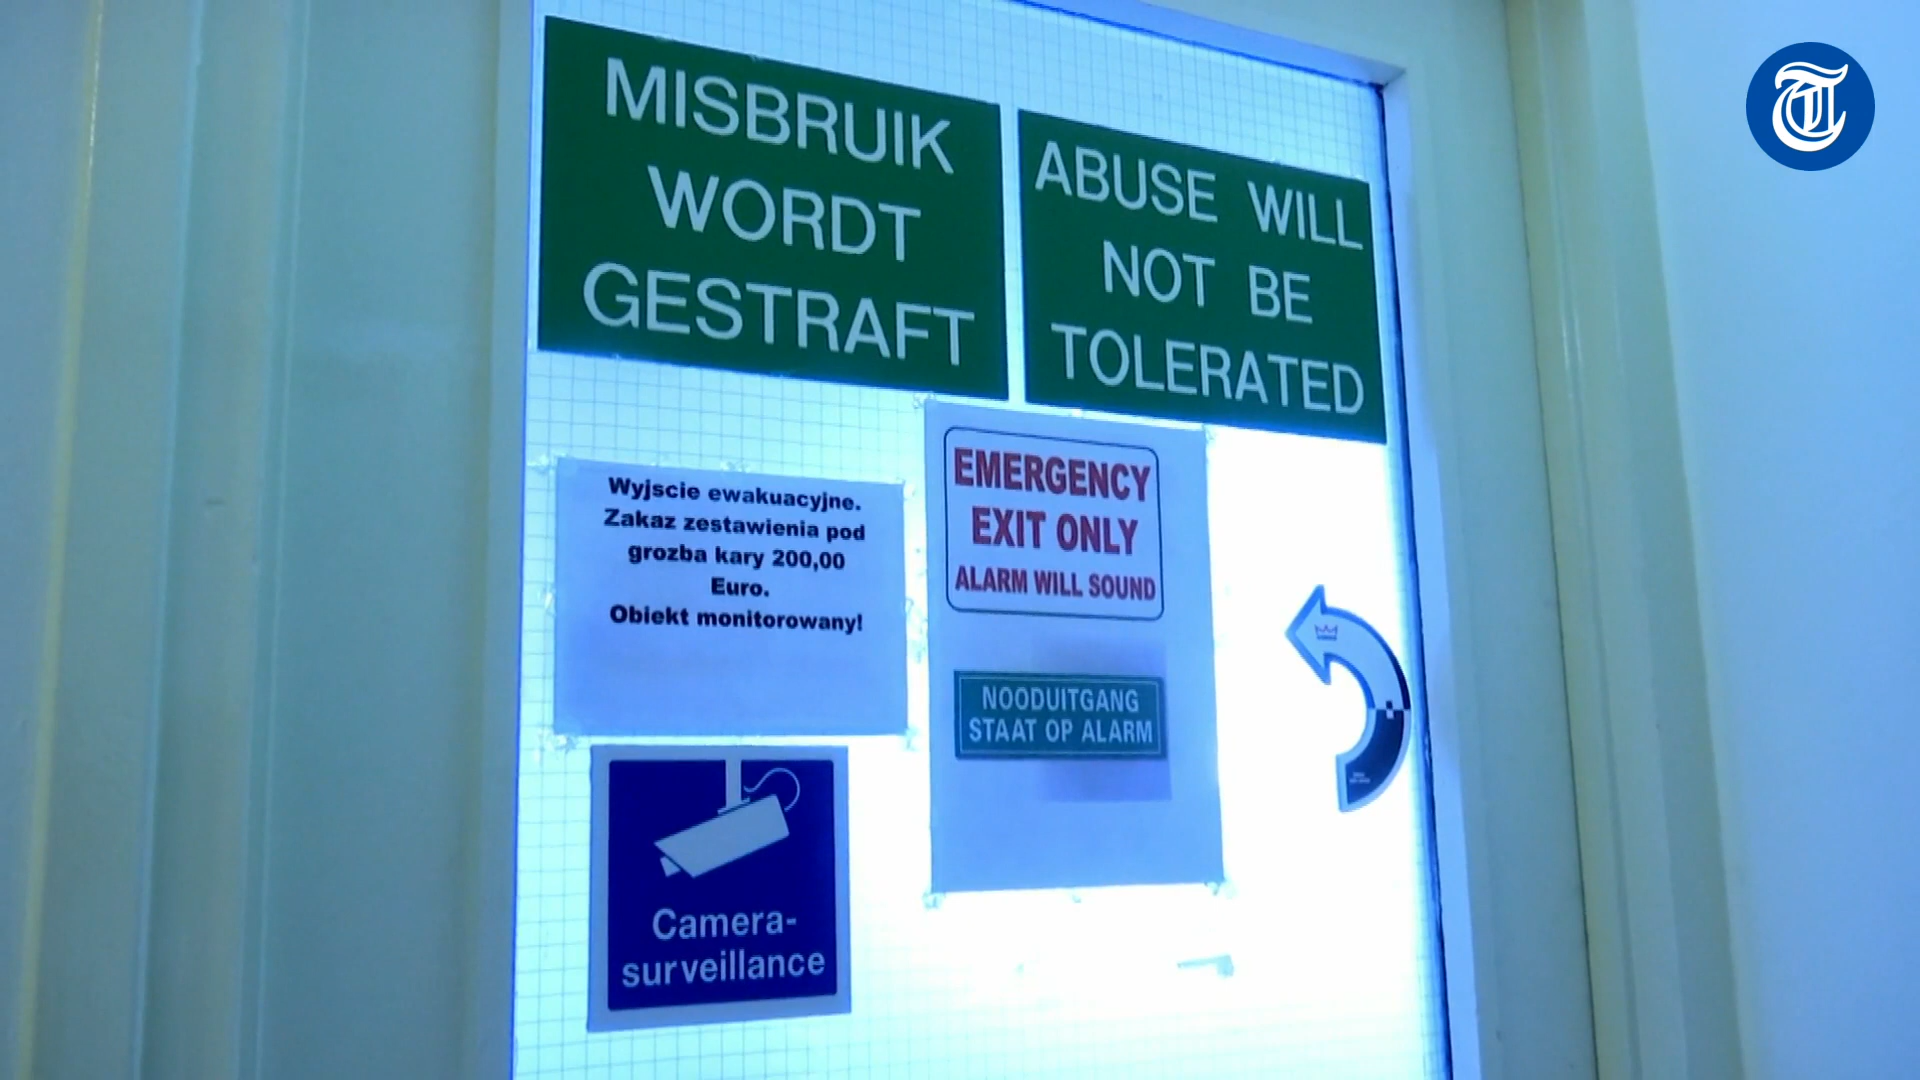 MISBRUIK
WORDT
GESTRAFT
ABUSE WILL
NOT BE
TOLERATED
Wyjscie ewakuacyjne.
Zakaz zestawienia pod
grozba kary 200,00
Euro.
Obiekt monitorowany!
EMERGENCY
EXIT ONLY
ALARM WILL SOUND
NOODUITGANG
STAAT OP ALARM
Camera-
surveillance